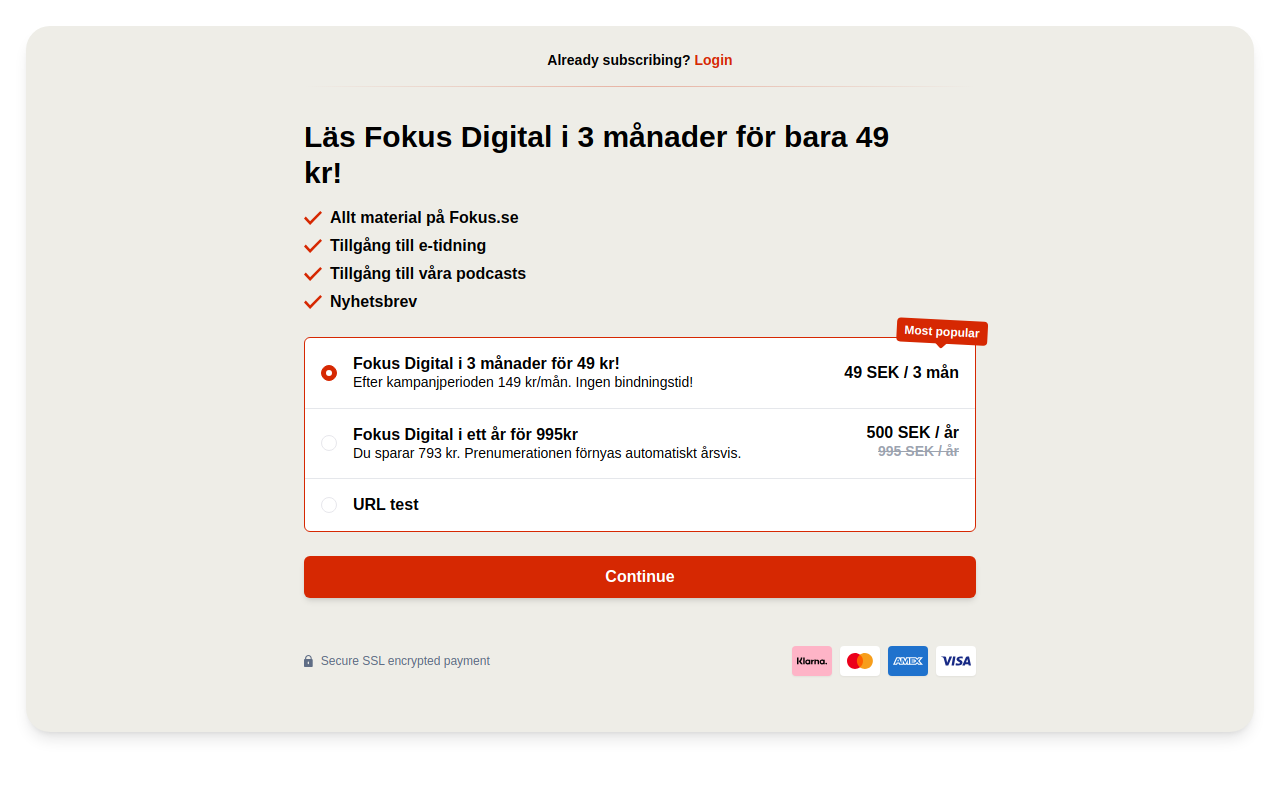 Already subscribing? Login
Läs Fokus Digital i 3 månader för bara 49
kr!
Allt material på Fokus.se
Tillgång till e-tidning
Tillgång till våra podcasts
Nyhetsbrev
Most popular
Fokus Digital i 3 månader för 49 kr!
Efter kampanjperioden 149 kr/mån. Ingen bindningstid!
49 SEK / 3 mån
Fokus Digital i ett år för 995kr
Du sparar 793 kr. Prenumerationen förnyas automatiskt årsvis.
500 SEK / år
995 SEK / år
URL test
Continue
Secure SSL encrypted payment
Klarna. AMEX VISA